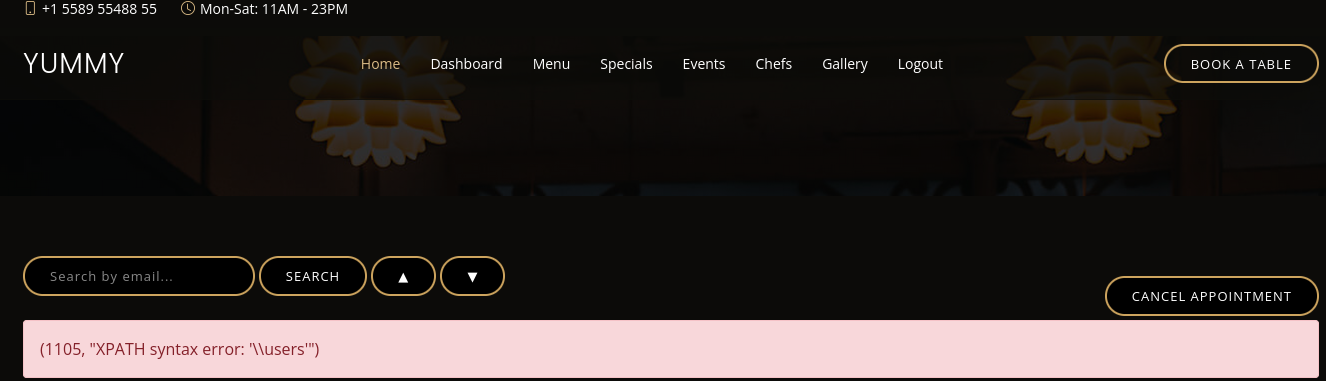 +1 5589 55488 55 Mon-Sat: 11AM - 23PM
YUMMY Home Dashboard Menu Specials Events Chefs Gallery Logout BOOK A TABLE
Search by email... SEARCH ▲ ▼
CANCEL APPOINTMENT
(1105, "XPATH syntax error: '\\users'")